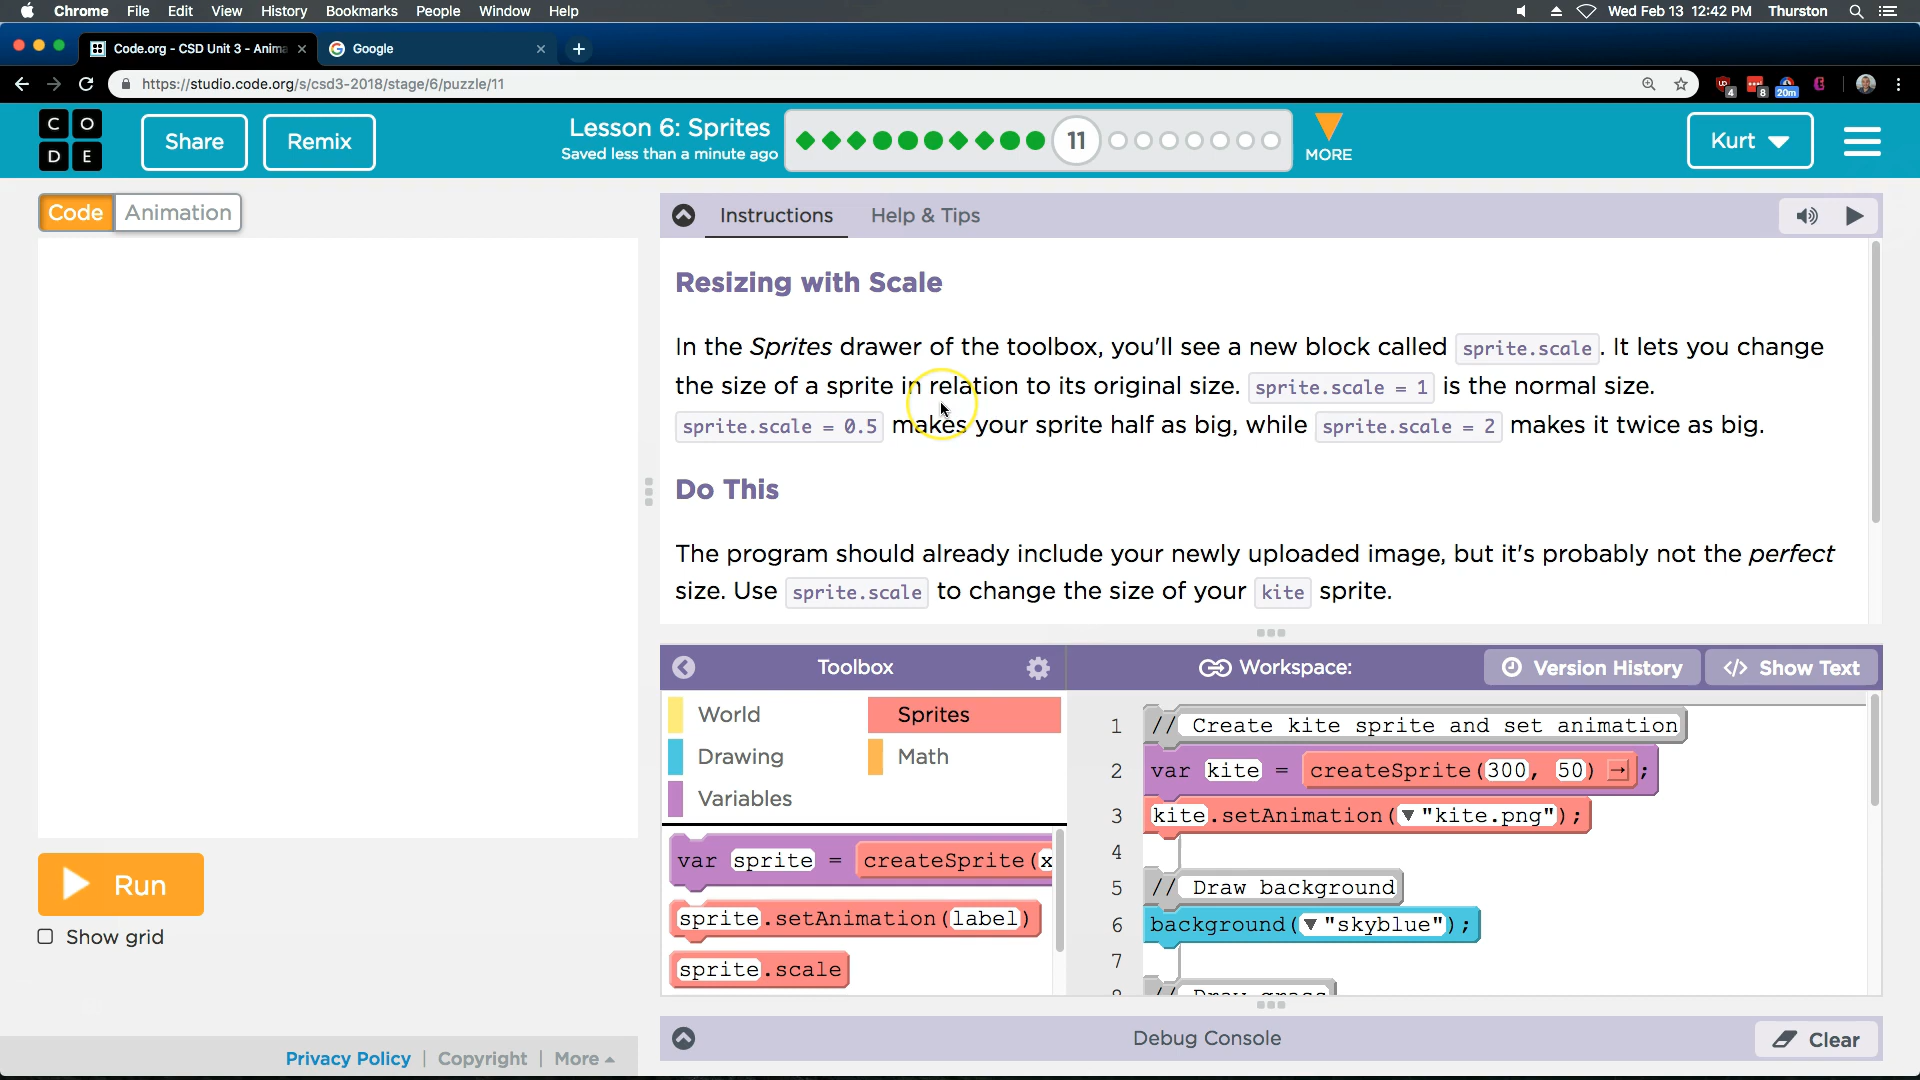 Chrome File Edit View History Bookmarks People Window Help Wed Feb 13 12:42 PM Thurston
Code.org - CSD Unit 3 - Anima Google
https://studio.code.org/s/csd3-2018/stage/6/puzzle/11
4 8 20m
C O
D E
Share Remix
Lesson 6: Sprites
Saved less than a minute ago
11
MORE
Kurt
Code Animation
Instructions Help & Tips
Resizing with Scale
In the Sprites drawer of the toolbox, you'll see a new block called sprite.scale. It lets you change
the size of a sprite in relation to its original size. sprite.scale = 1 is the normal size.
sprite.scale = 0.5 makes your sprite half as big, while sprite.scale = 2 makes it twice as big.
Do This
The program should already include your newly uploaded image, but it's probably not the perfect
size. Use sprite.scale to change the size of your kite sprite.
Toolbox
Workspace: Version History </> Show Text
World Sprites
Drawing Math
Variables
var sprite = createSprite(x
sprite.setAnimation(label)
sprite.scale
1 // Create kite sprite and set animation
2 var kite = createSprite(300, 50) → ;
3 kite.setAnimation(▼ "kite.png");
4
5 // Draw background
6 background(▼ "skyblue");
7
8 // Draw grass
Run
Show grid
Debug Console Clear
Privacy Policy | Copyright | More